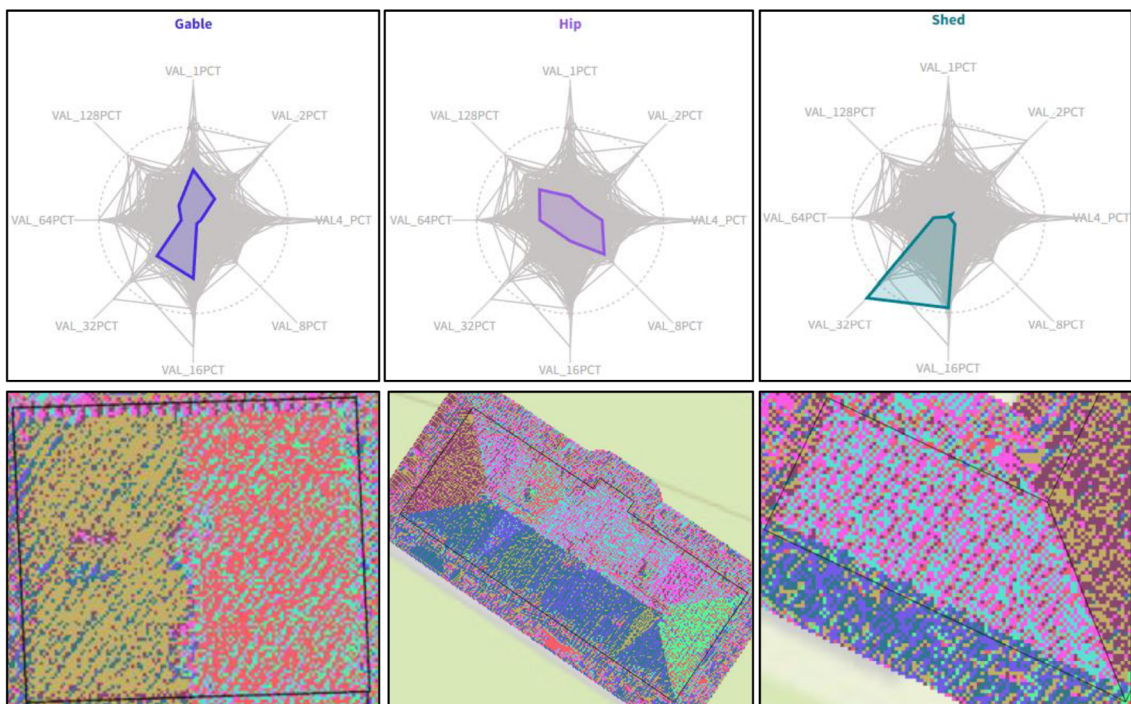 Gable
VAL_1PCT
VAL_128PCT
VAL_2PCT
VAL_64PCT
VAL4_PCT
VAL_32PCT
VAL_8PCT
VAL_16PCT
Hip
VAL_1PCT
VAL_128PCT
VAL_2PCT
VAL_64PCT
VAL4_PCT
VAL_32PCT
VAL_8PCT
VAL_16PCT
Shed
VAL_1PCT
VAL_128PCT
VAL_2PCT
VAL_64PCT
VAL4_PCT
VAL_32PCT
VAL_8PCT
VAL_16PCT